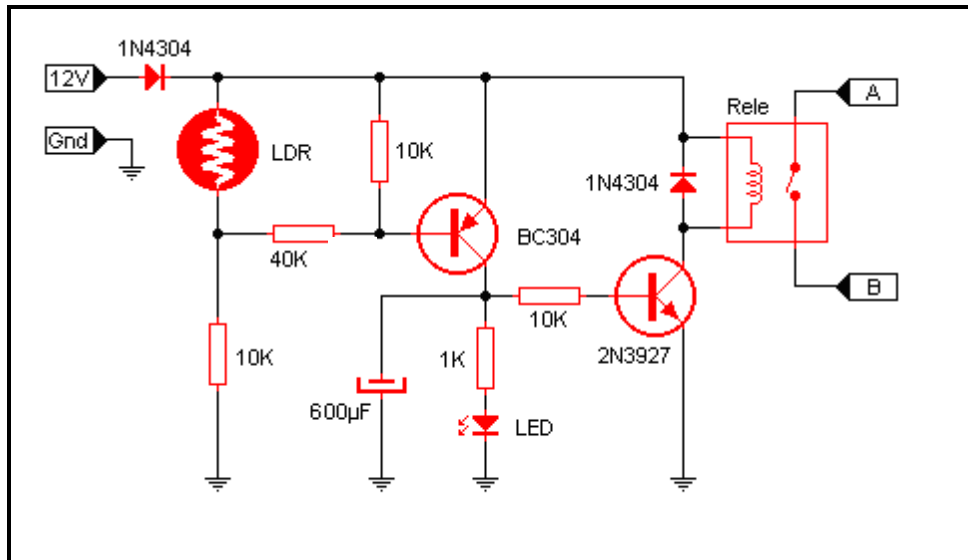 1N4304
12V
Gnd
LDR
10K
40K
BC304
1N4304
Rele
A
B
10K
10K
1K
2N3927
600µF
LED